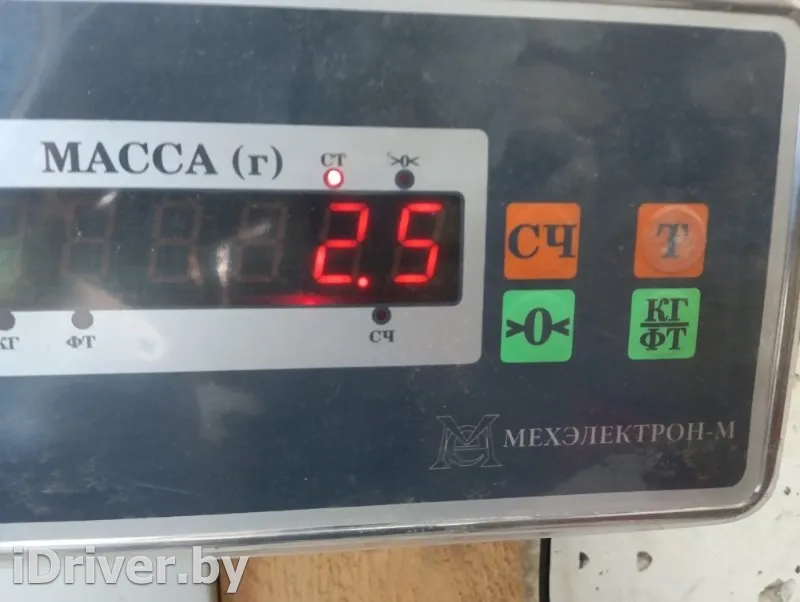 МАССА (г) СТ >0<
2.5
СЧ Т
>0< КГ/ФТ
КГ ФТ СЧ
МЕХЭЛЕКТРОН-М
iDriver.by